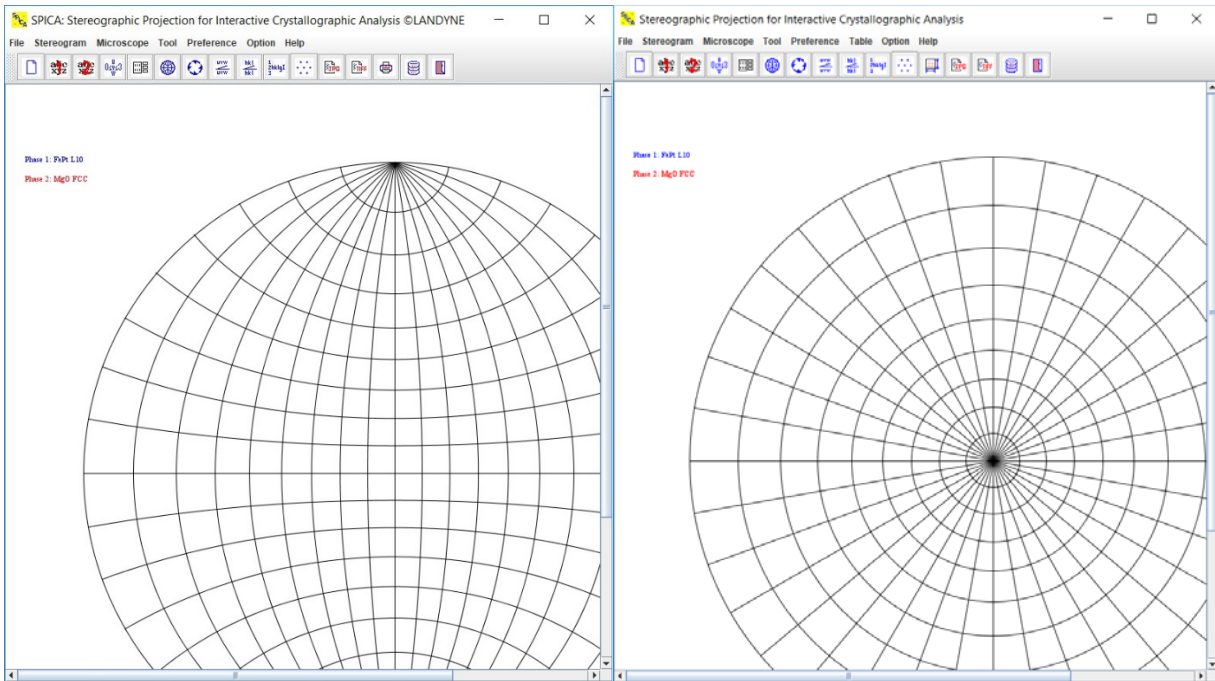 SPICA: Stereographic Projection for Interactive Crystallographic Analysis ©LANDYNE
File Stereogram Microscope Tool Preference Option Help
Phase 1: FePt L10
Phase 2: MgO FCC
Stereographic Projection for Interactive Crystallographic Analysis
File Stereogram Microscope Tool Preference Table Option Help
Phase 1: FePt L10
Phase 2: MgO FCC